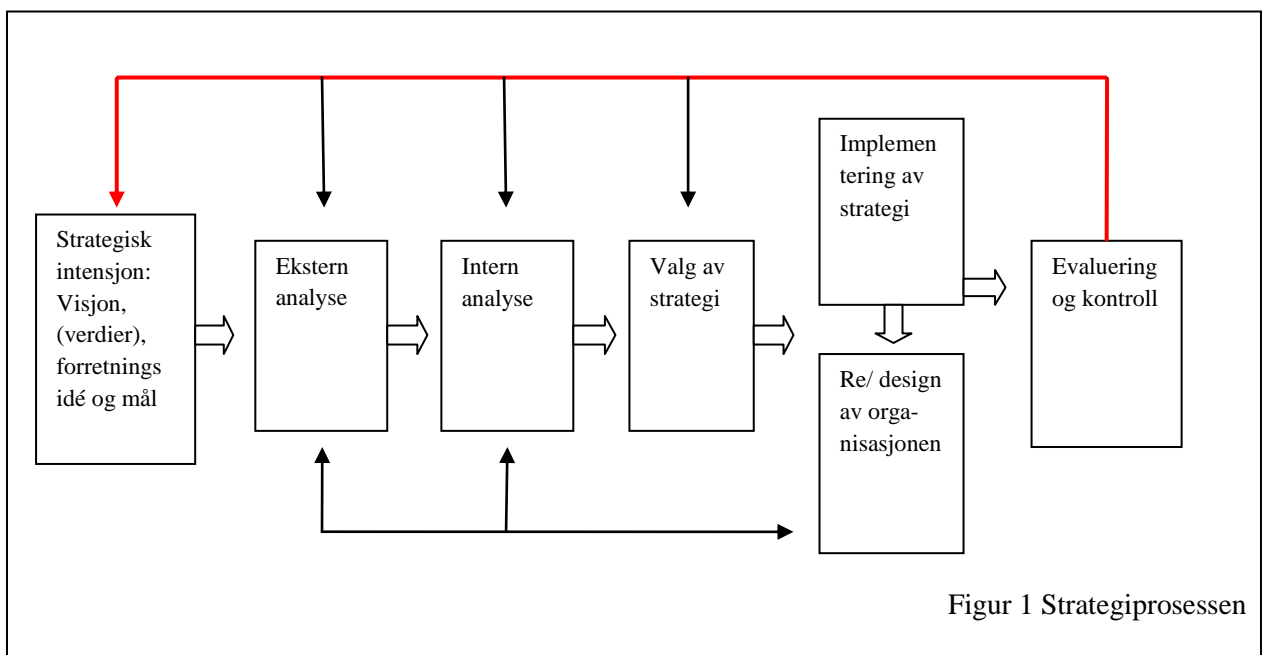 Strategisk
intensjon:
Visjon,
(verdier),
forretnings
idé og mål
Ekstern
analyse
Intern
analyse
Valg av
strategi
Implemen
tering av
strategi
Re/ design
av orga-
nisasjonen
Evaluering
og kontroll
Figur 1 Strategiprosessen